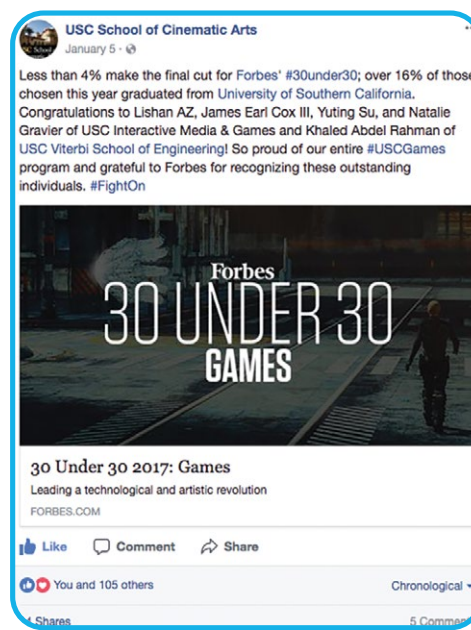 USC School of Cinematic Arts
January 5 ·
Less than 4% make the final cut for Forbes' #30under30; over 16% of those
chosen this year graduated from University of Southern California.
Congratulations to Lishan AZ, James Earl Cox III, Yuting Su, and Natalie
Gravier of USC Interactive Media & Games and Khaled Abdel Rahman of
USC Viterbi School of Engineering! So proud of our entire #USCGames
program and grateful to Forbes for recognizing these outstanding
individuals. #FightOn
Forbes
30 UNDER 30
GAMES
30 Under 30 2017: Games
Leading a technological and artistic revolution
FORBES.COM
Like Comment Share
You and 105 others Chronological
Shares 5